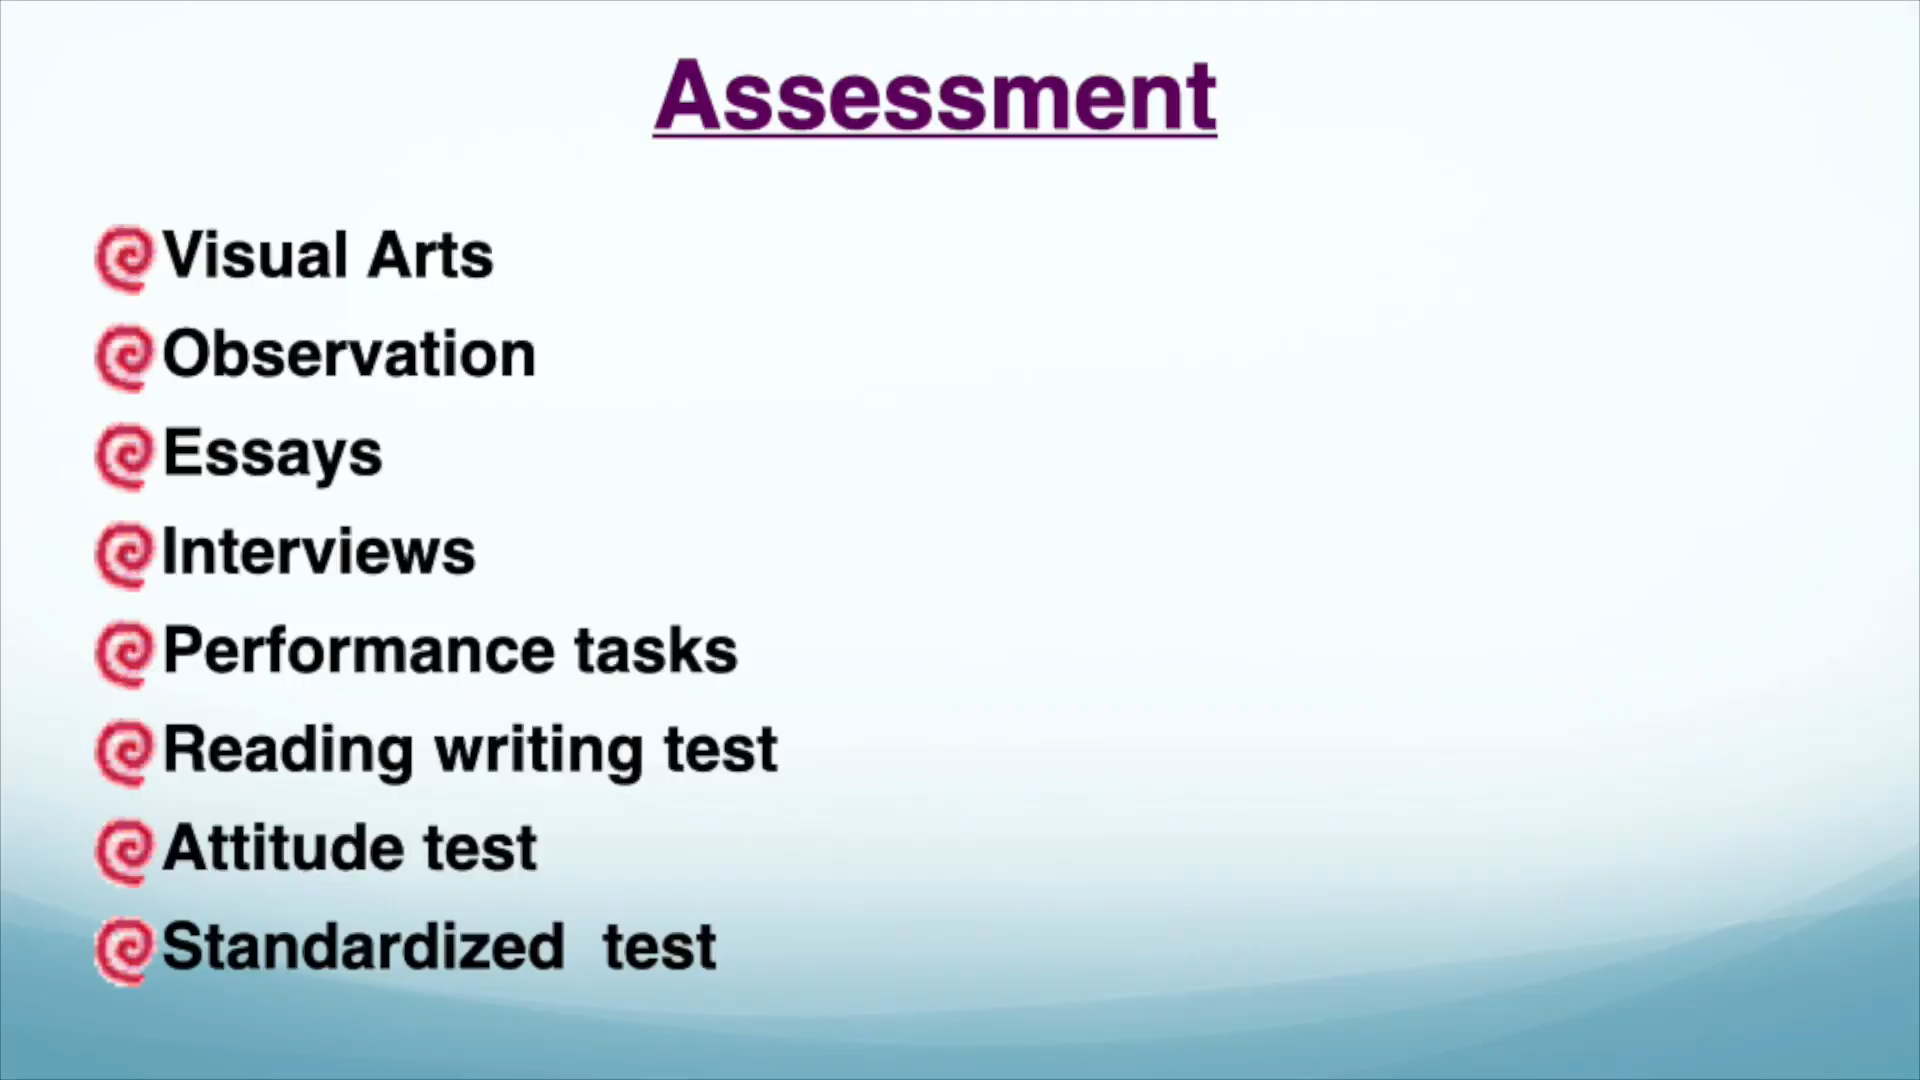 Assessment
Visual Arts
Observation
Essays
Interviews
Performance tasks
Reading writing test
Attitude test
Standardized  test